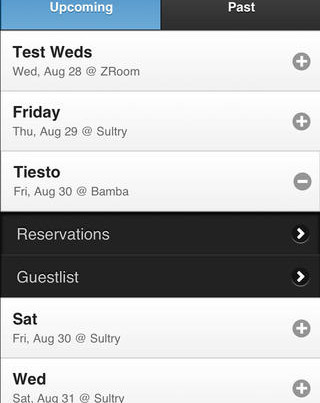 Upcoming
Past
Test Weds
Wed, Aug 28 @ ZRoom
Friday
Thu, Aug 29 @ Sultry
Tiesto
Fri, Aug 30 @ Bamba
Reservations
Guestlist
Sat
Fri, Aug 30 @ Sultry
Wed
Sat, Aug 31 @ Sultry